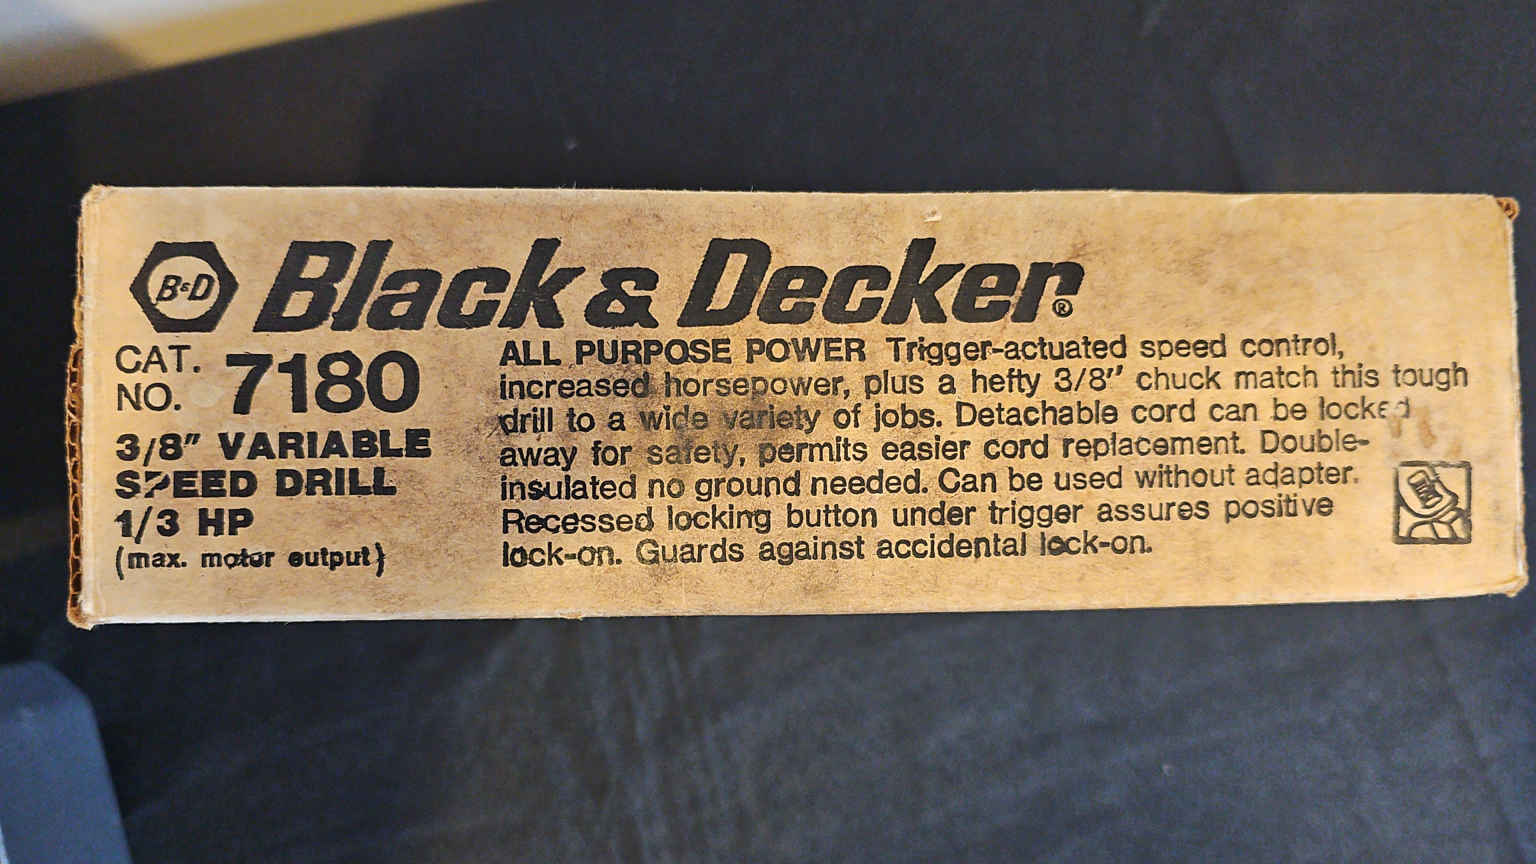 B&D Black & Decker®
CAT. NO. 7180
3/8" VARIABLE
SPEED DRILL
1/3 HP
(max. motor output)
ALL PURPOSE POWER Trigger-actuated speed control,
increased horsepower, plus a hefty 3/8" chuck match this tough
drill to a wide variety of jobs. Detachable cord can be locked
away for safety, permits easier cord replacement. Double-
insulated no ground needed. Can be used without adapter.
Recessed locking button under trigger assures positive
lock-on. Guards against accidental lock-on.